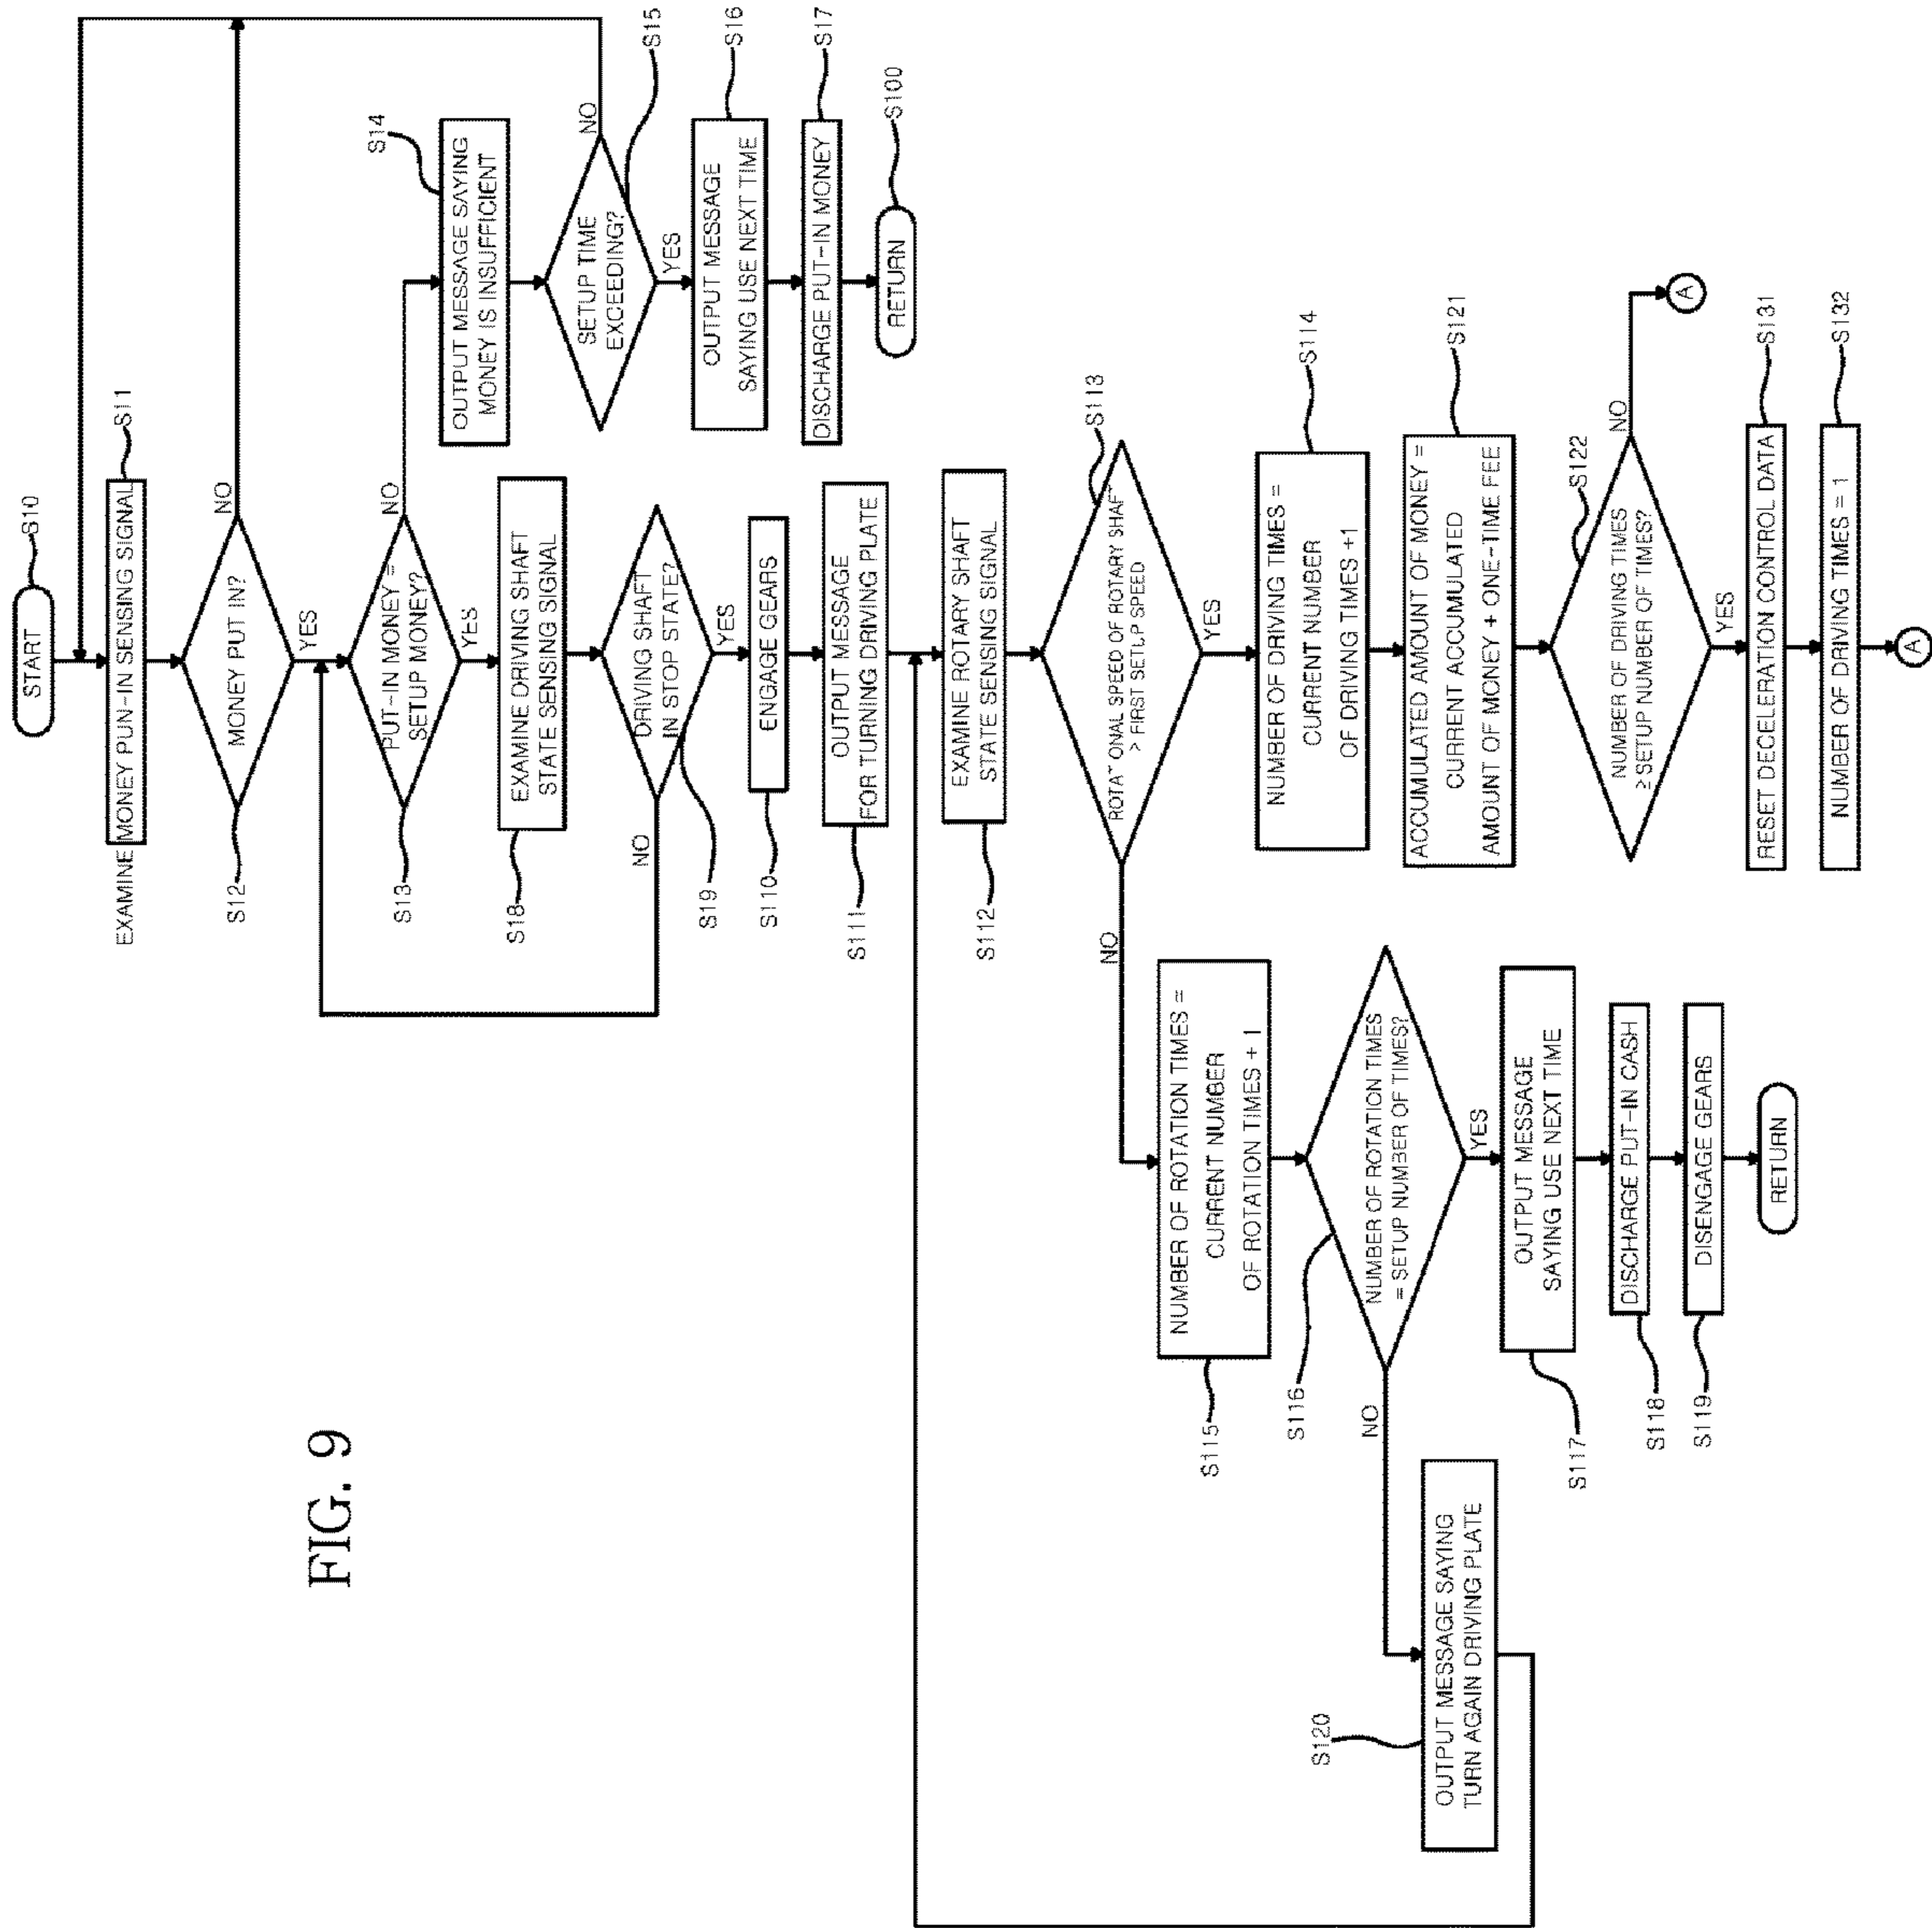 FIG. 9
START
S10
EXAMINE MONEY PUN-IN SENSING SIGNAL
S11
MONEY PUT IN?
S12
NO
YES
PUT-IN MONEY =
SETUP MONEY?
S13
NO
YES
OUTPUT MESSAGE SAYING
MONEY IS INSUFFICIENT
S14
SETUP TIME
EXCEEDING?
S15
NO
YES
OUTPUT MESSAGE
SAYING USE NEXT TIME
S16
DISCHARGE PUT-IN MONEY
S17
RETURN
S100
EXAMINE DRIVING SHAFT
STATE SENSING SIGNAL
S18
DRIVING SHAFT
IN STOP STATE?
S19
NO
YES
ENGAGE GEARS
S110
OUTPUT MESSAGE
FOR TURNING DRIVING PLATE
S111
EXAMINE ROTARY SHAFT
STATE SENSING SIGNAL
S112
ROTAT ONAL SPEED OF ROTARY SHAFT
> FIRST SETUP SPEED
S113
NO
YES
NUMBER OF DRIVING TIMES =
CURRENT NUMBER
OF DRIVING TIMES +1
S114
ACCUMULATED AMOUNT OF MONEY =
CURRENT ACCUMULATED
AMOUNT OF MONEY + ONE-TIME FEE
S121
NUMBER OF DRIVING TIMES
≥ SETUP NUMBER OF TIMES?
S122
NO
A
YES
RESET DECELERATION CONTROL DATA
S131
NUMBER OF DRIVING TIMES = 1
S132
A
NUMBER OF ROTATION TIMES =
CURRENT NUMBER
OF ROTATION TIMES + 1
S115
NUMBER OF ROTATION TIMES
= SETUP NUMBER OF TIMES?
S116
NO
YES
OUTPUT MESSAGE
SAYING USE NEXT TIME
S117
DISCHARGE PUT-IN CASH
S118
DISENGAGE GEARS
S119
RETURN
OUTPUT MESSAGE SAYING
TURN AGAIN DRIVING PLATE
S120